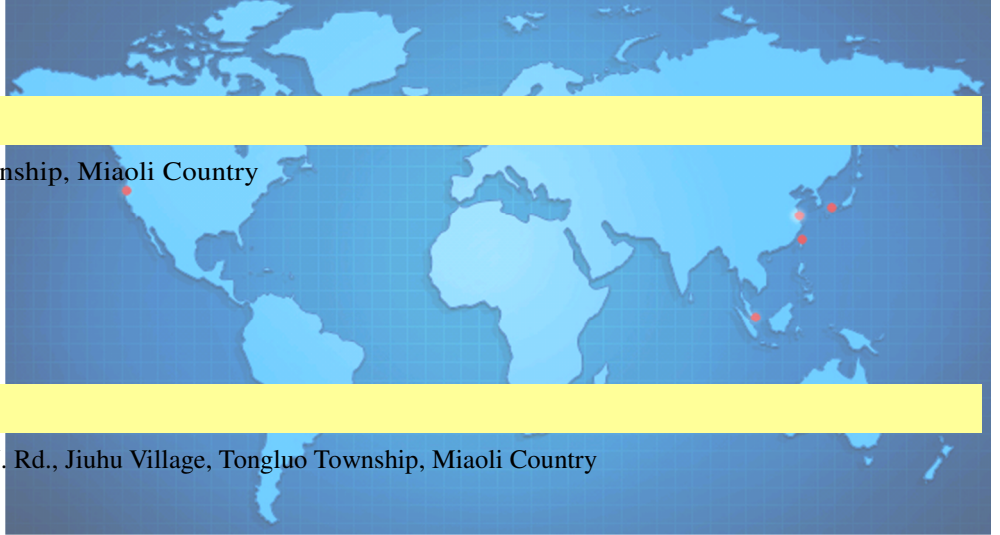 nship, Miaoli Country
. Rd., Jiuhu Village, Tongluo Township, Miaoli Country